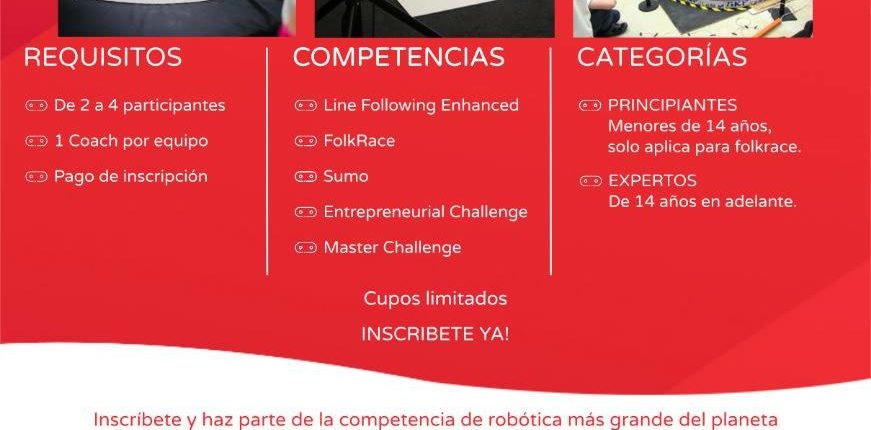 REQUISITOS
De 2 a 4 participantes
1 Coach por equipo
Pago de inscripción
COMPETENCIAS
Line Following Enhanced
FolkRace
Sumo
Entrepreneurial Challenge
Master Challenge
CATEGORÍAS
PRINCIPIANTES
Menores de 14 años,
solo aplica para folkrace.
EXPERTOS
De 14 años en adelante.
Cupos limitados
INSCRIBETE YA!
Inscríbete y haz parte de la competencia de robótica más grande del planeta